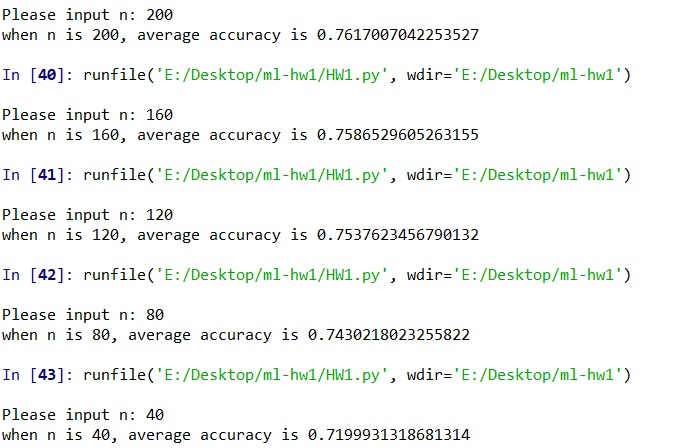 Please input n: 200
when n is 200, average accuracy is 0.7617007042253527
In [40]: runfile('E:/Desktop/ml-hw1/HW1.py', wdir='E:/Desktop/ml-hw1')
Please input n: 160
when n is 160, average accuracy is 0.7586529605263155
In [41]: runfile('E:/Desktop/ml-hw1/HW1.py', wdir='E:/Desktop/ml-hw1')
Please input n: 120
when n is 120, average accuracy is 0.7537623456790132
In [42]: runfile('E:/Desktop/ml-hw1/HW1.py', wdir='E:/Desktop/ml-hw1')
Please input n: 80
when n is 80, average accuracy is 0.7430218023255822
In [43]: runfile('E:/Desktop/ml-hw1/HW1.py', wdir='E:/Desktop/ml-hw1')
Please input n: 40
when n is 40, average accuracy is 0.7199931318681314